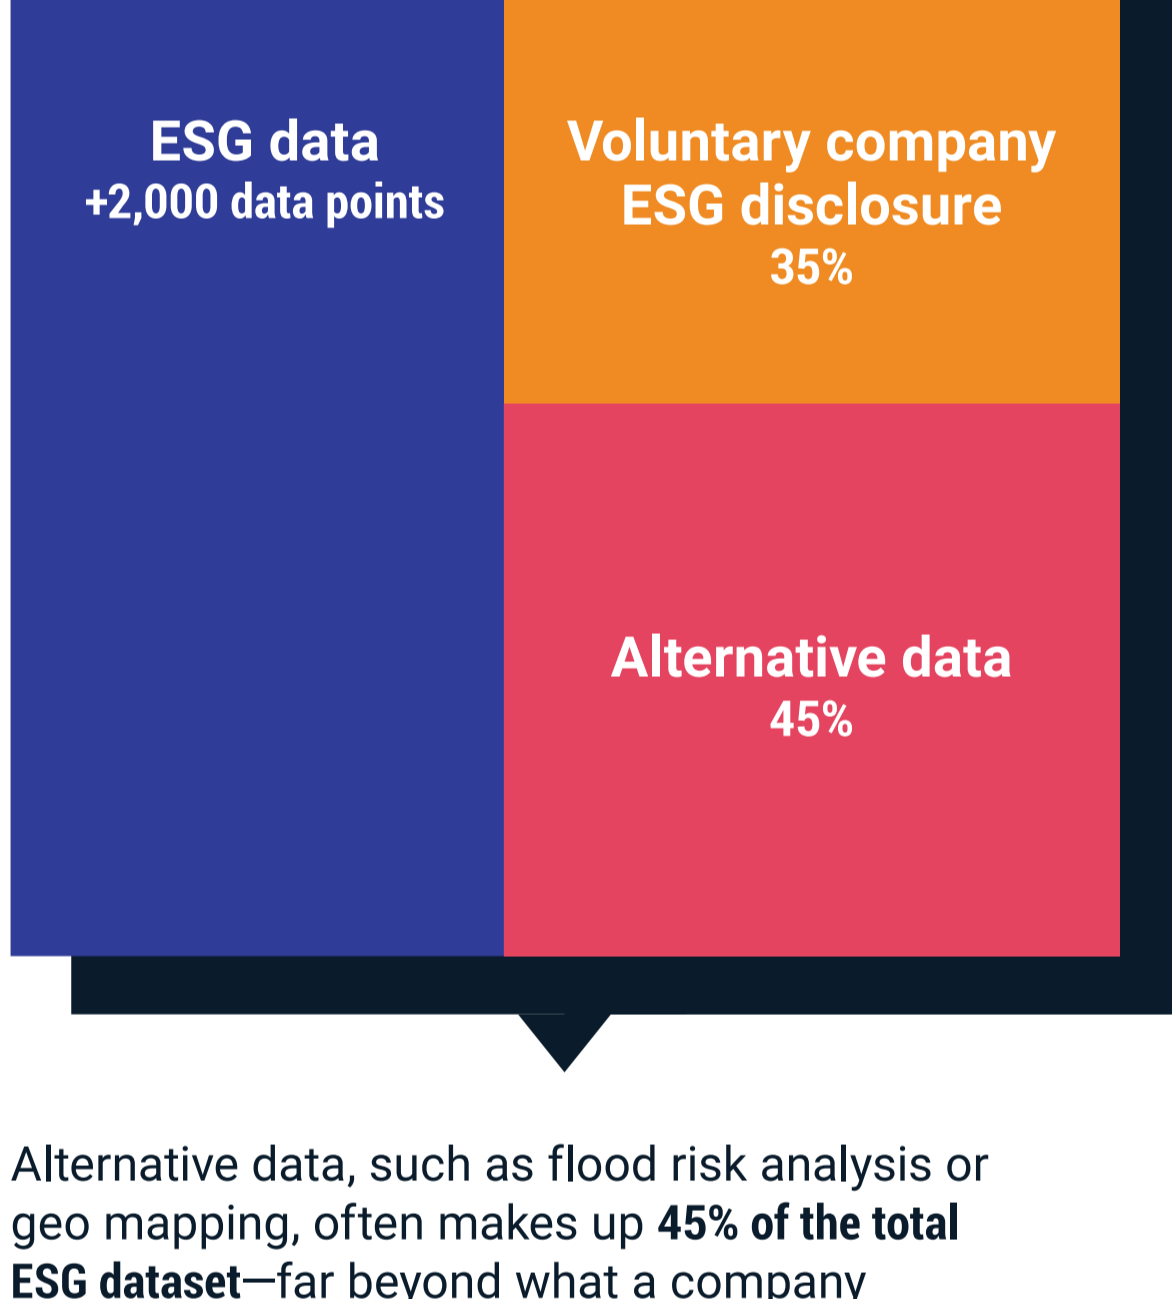 ESG data
+2,000 data points
Voluntary company
ESG disclosure
35%
Alternative data
45%
Alternative data, such as flood risk analysis or
geo mapping, often makes up 45% of the total
ESG dataset—far beyond what a company